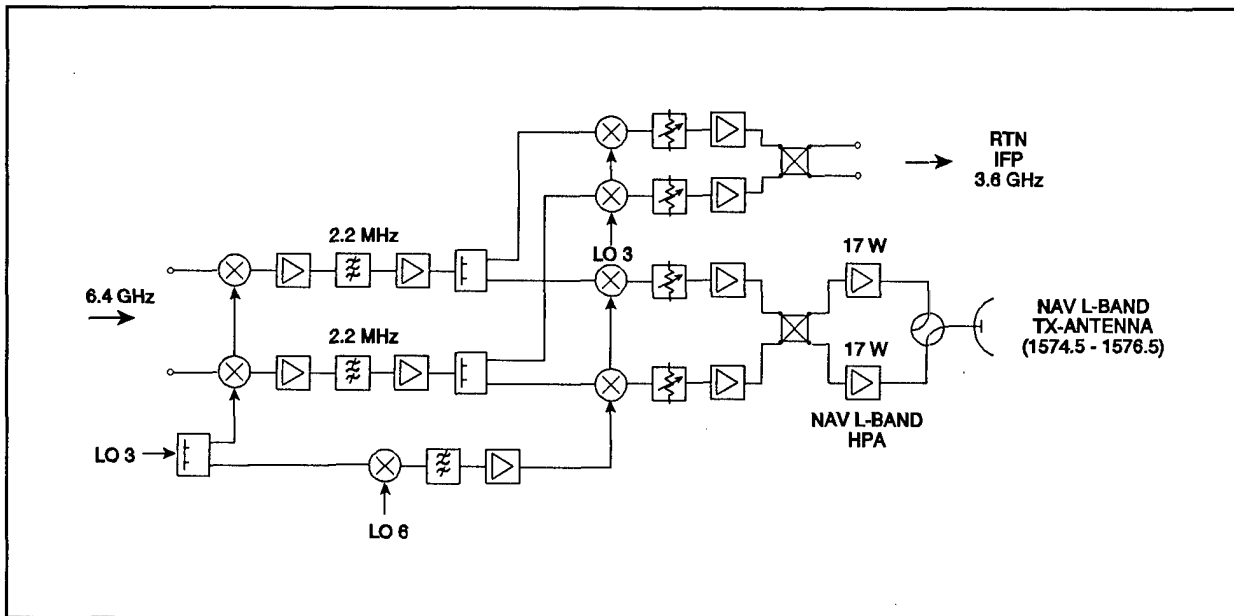 RTN
IFP
3.6 GHz
2.2 MHz
LO 3
17 W
6.4 GHz
NAV L-BAND
TX-ANTENNA
(1574.5 - 1576.5)
2.2 MHz
17 W
NAV L-BAND
HPA
LO 3
LO 6